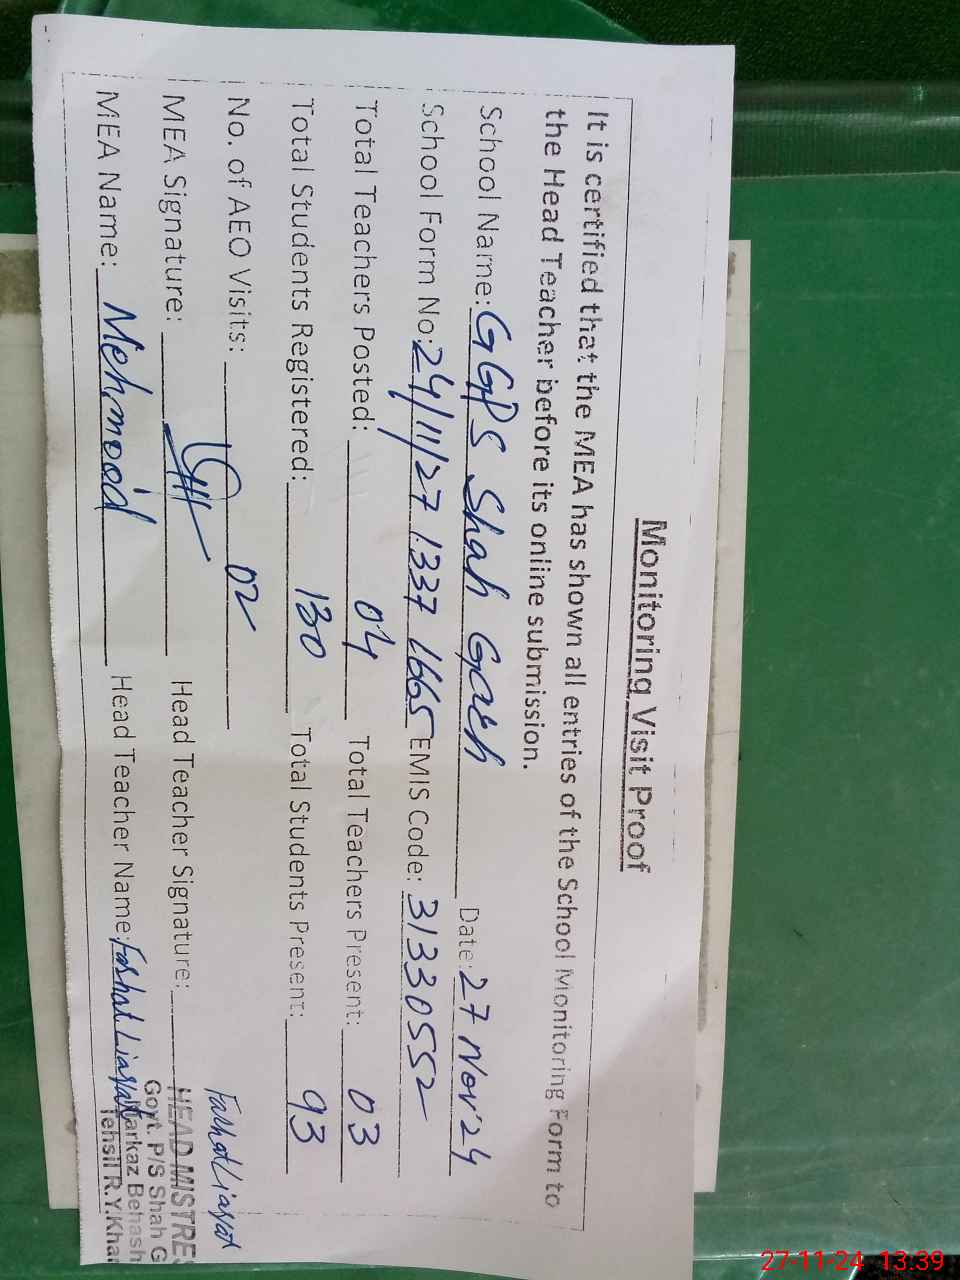 Monitoring Visit Proof
It is certified that the MEA has shown all entries of the School Monitoring Form to
the Head Teacher before its online submission.
School Name: GGPS Shah Garh Date: 27 Nov 24
School Form No: 24/11/27 1337 1665 EMIS Code: 31330552
Total Teachers Posted: 04 Total Teachers Present: 03
Total Students Registered: 130 Total Students Present: 93
No. of AEO Visits: 02
MEA Signature: Head Teacher Signature: Farhat Liaqat
MEA Name: Mehmood Head Teacher Name: Farhat Liaqat
HEAD MISTRES
Govt. P/S Shah G
Markaz Behash
Tehsil R.Y.Khan
27-11-24 13:39